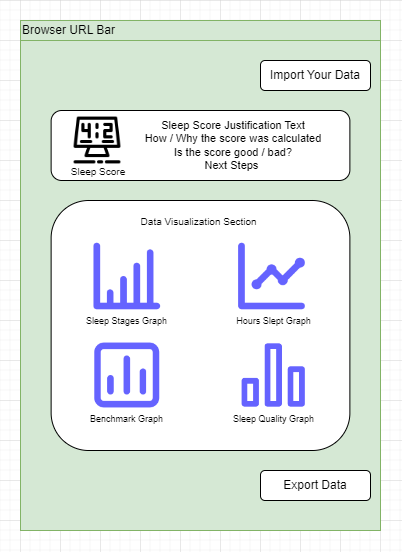 Browser URL Bar
Import Your Data
4:2
Sleep Score
Sleep Score Justification Text
How / Why the score was calculated
Is the score good / bad?
Next Steps
Data Visualization Section
Sleep Stages Graph
Hours Slept Graph
Benchmark Graph
Sleep Quality Graph
Export Data